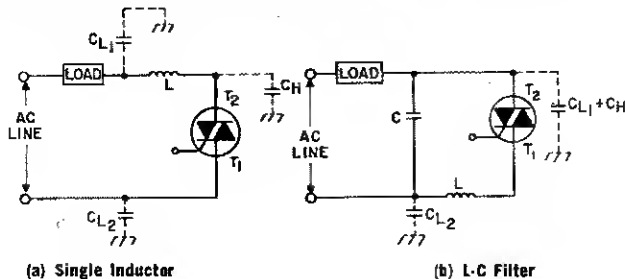 CL1
LOAD
L
CH
T2
AC
LINE
T1
CL2
(a) Single Inductor
LOAD
T2
C
CL1+CH
AC
LINE
T1
L
CL2
(b) L-C Filter